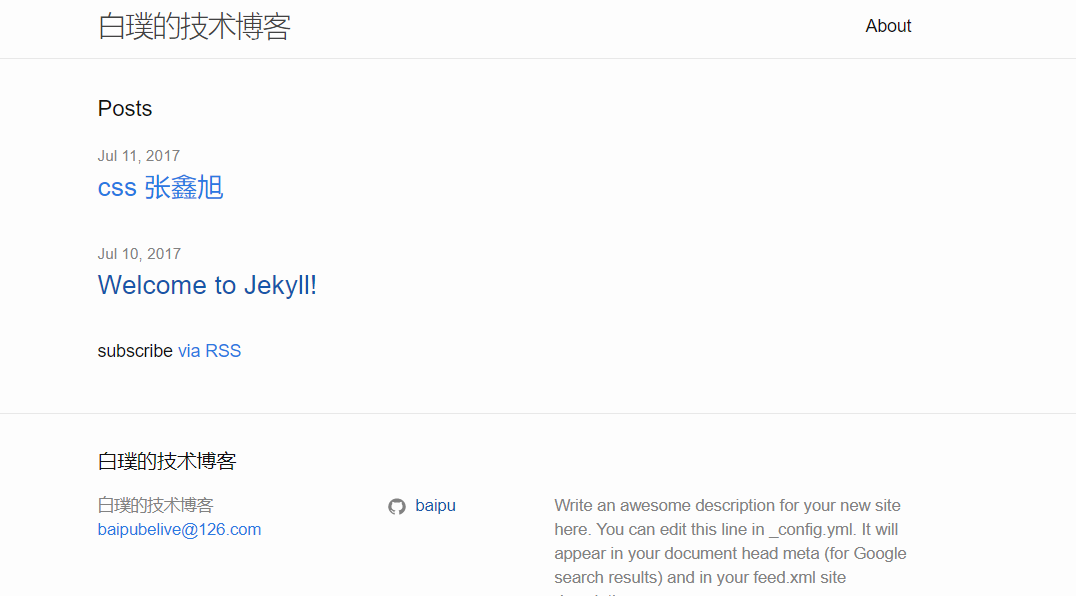 白璞的技术博客
About
Posts
Jul 11, 2017
css 张鑫旭
Jul 10, 2017
Welcome to Jekyll!
subscribe via RSS
白璞的技术博客
白璞的技术博客
baipubelive@126.com
baipu
Write an awesome description for your new site
here. You can edit this line in _config.yml. It will
appear in your document head meta (for Google
search results) and in your feed.xml site